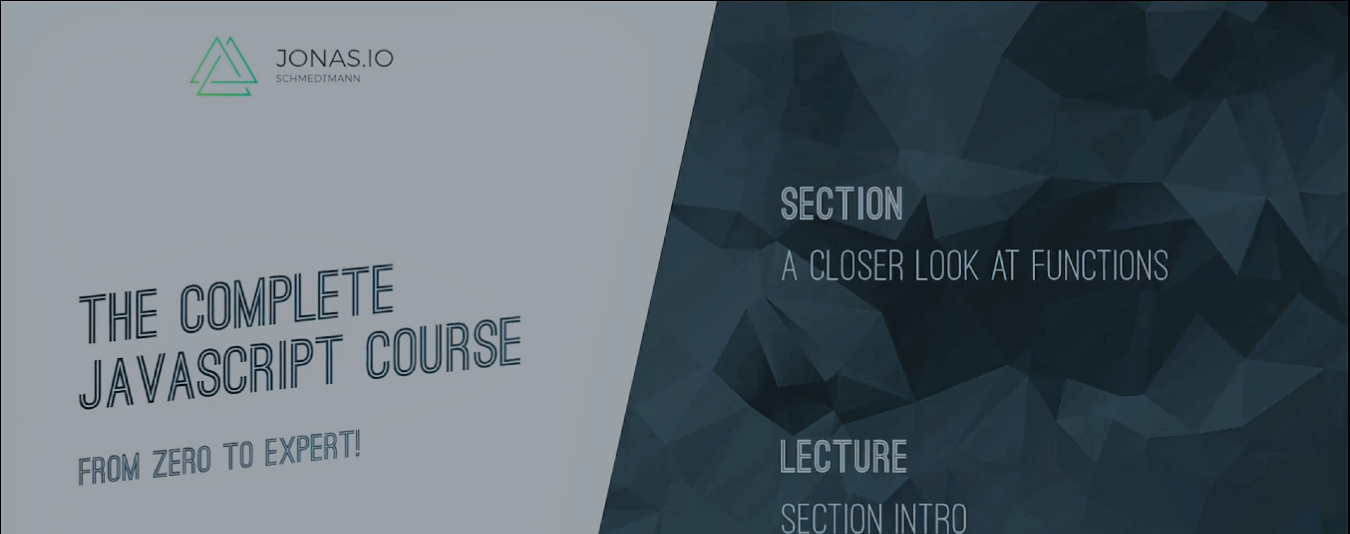 JONAS.IO
SCHMEDTMANN
THE COMPLETE
JAVASCRIPT COURSE
FROM ZERO TO EXPERT!
SECTION
A CLOSER LOOK AT FUNCTIONS
LECTURE
SECTION INTRO